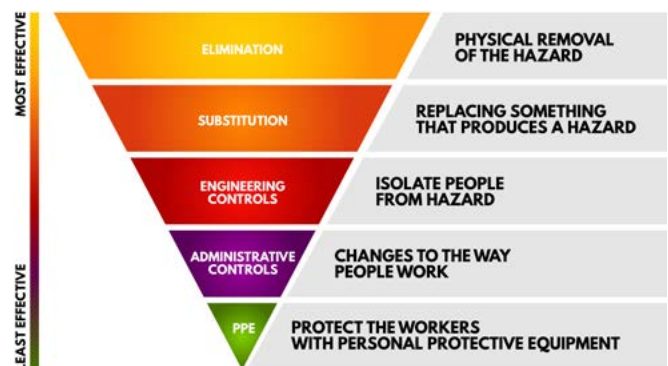 MOST EFFECTIVE
ELIMINATION
PHYSICAL REMOVAL
OF THE HAZARD
SUBSTITUTION
REPLACING SOMETHING
THAT PRODUCES A HAZARD
ENGINEERING
CONTROLS
ISOLATE PEOPLE
FROM HAZARD
ADMINISTRATIVE
CONTROLS
CHANGES TO THE WAY
PEOPLE WORK
LEAST EFFECTIVE
PPE
PROTECT THE WORKERS
WITH PERSONAL PROTECTIVE EQUIPMENT